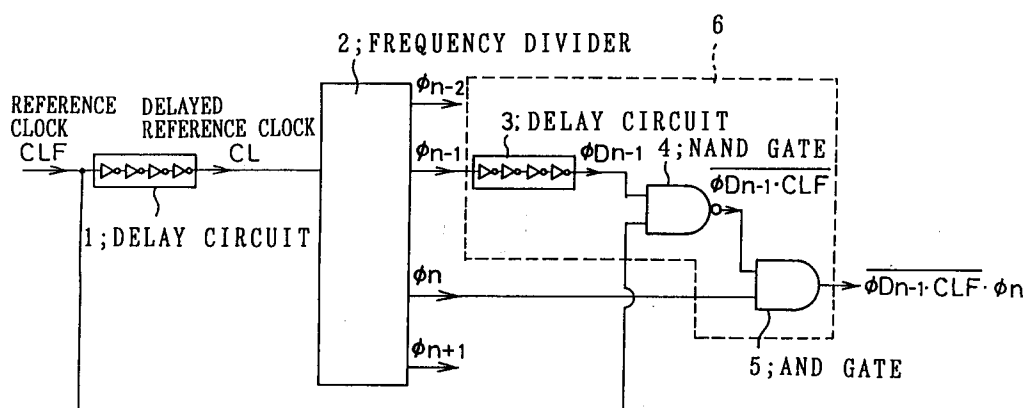 6
2;FREQUENCY DIVIDER
ϕn-2
REFERENCE
CLOCK
CLF
DELAYED
REFERENCE CLOCK
CL
3;DELAY CIRCUIT
ϕn-1
ϕDn-1
4;NAND GATE
ϕDn-1·CLF
1;DELAY CIRCUIT
ϕn
ϕDn-1·CLF·ϕn
ϕn+1
5;AND GATE